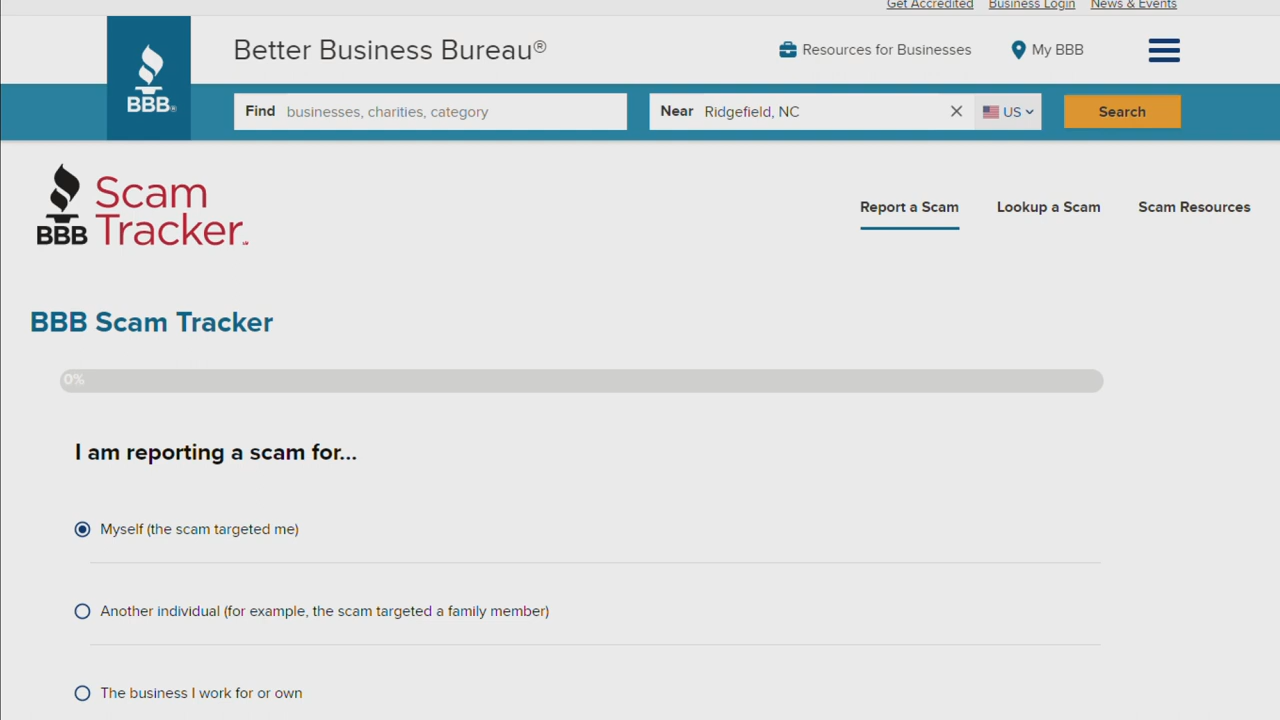 Get Accredited Business Login News & Events
Better Business Bureau®
Resources for Businesses My BBB
BBB®
Find businesses, charities, category Near Ridgefield, NC US Search
Scam
Tracker
BBB
Report a Scam Lookup a Scam Scam Resources
BBB Scam Tracker
0%
I am reporting a scam for...
Myself (the scam targeted me)
Another individual (for example, the scam targeted a family member)
The business I work for or own